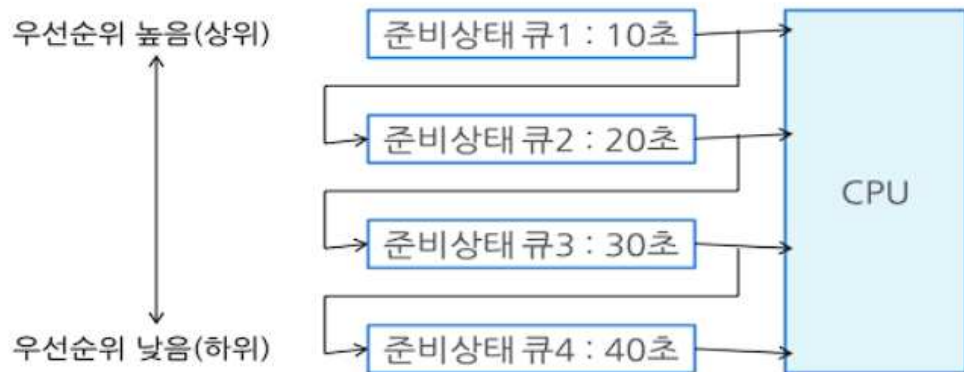 우선순위 높음(상위)
준비상태 큐1 : 10초
준비상태 큐2 : 20초
CPU
준비상태 큐3 : 30초
우선순위 낮음(하위)
준비상태 큐4 : 40초